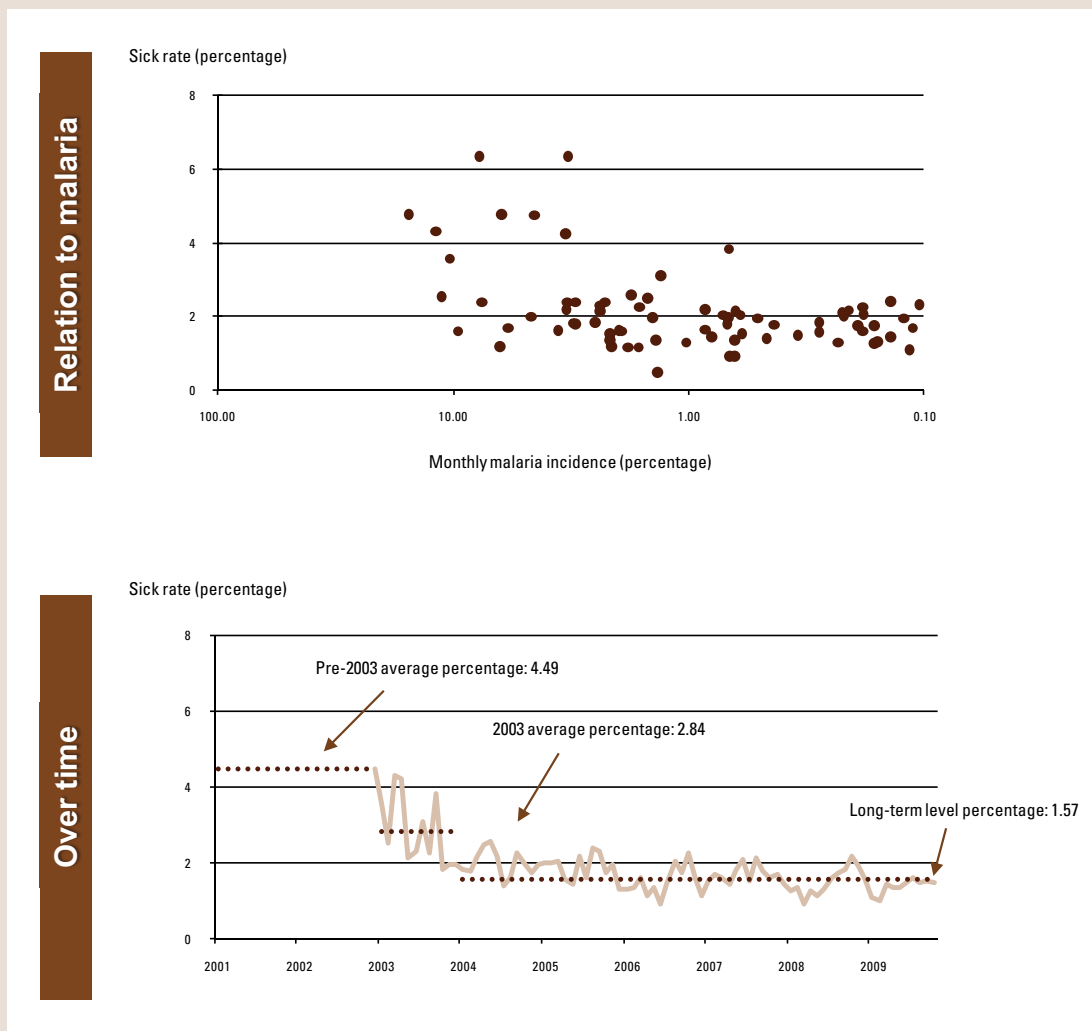 Relation to malaria
Sick rate (percentage)
8
6
4
2
0
100.00 10.00 1.00 0.10
Monthly malaria incidence (percentage)
Over time
Sick rate (percentage)
8
6
4
2
0
Pre-2003 average percentage: 4.49
2003 average percentage: 2.84
Long-term level percentage: 1.57
2001 2002 2003 2004 2005 2006 2007 2008 2009